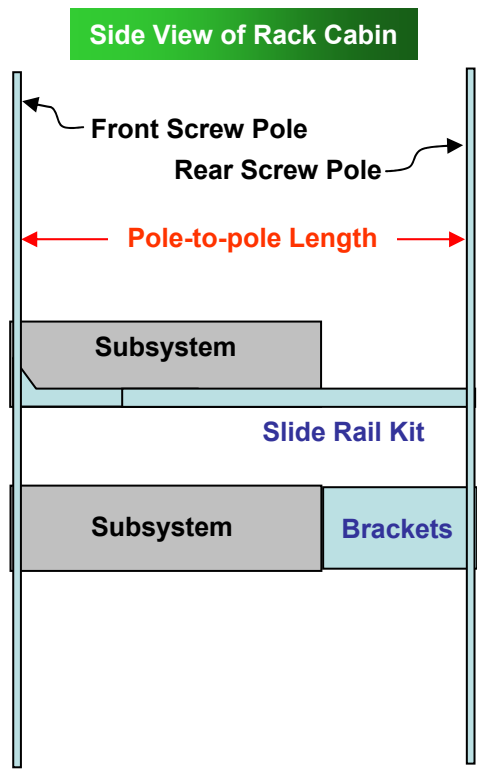 Side View of Rack Cabin
Front Screw Pole
Rear Screw Pole
Pole-to-pole Length
Subsystem
Slide Rail Kit
Subsystem
Brackets